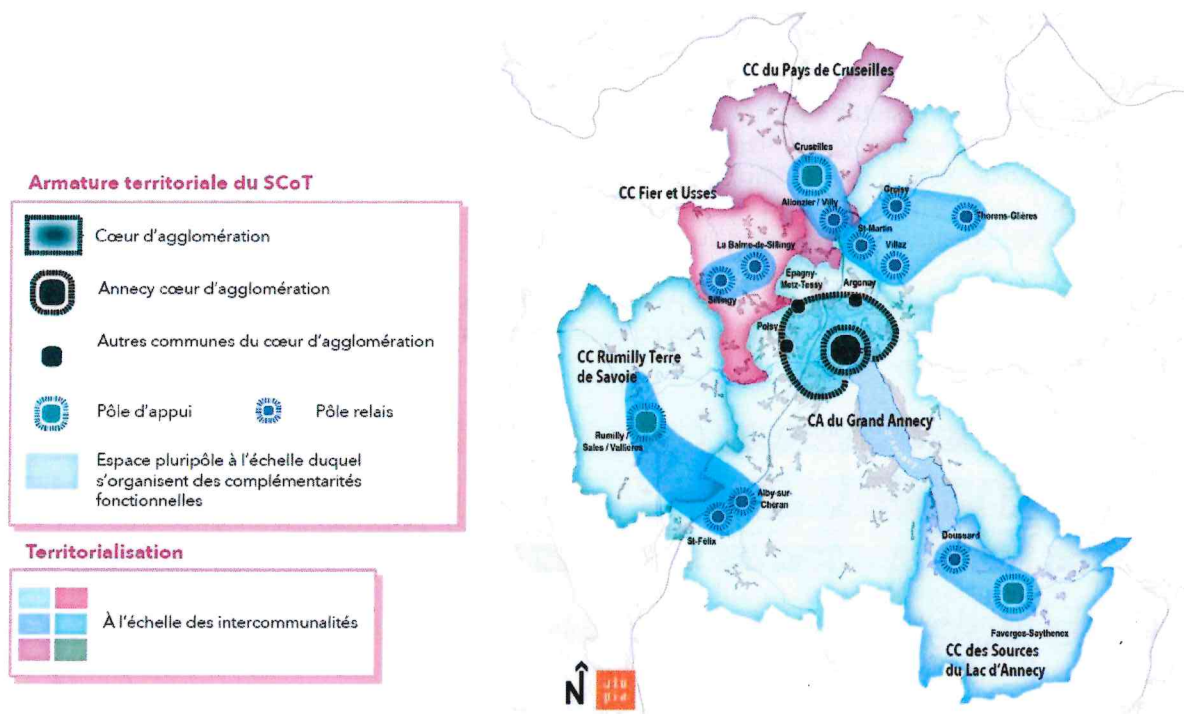 Armature territoriale du SCoT
Cœur d'agglomération
Annecy cœur d'agglomération
Autres communes du cœur d'agglomération
Pôle d'appui
Pôle relais
Espace pluripôle à l'échelle duquel
s'organisent des complémentarités
fonctionnelles
Territorialisation
À l'échelle des intercommunalités
CC du Pays de Cruseilles
Cruseilles
CC Fier et Usses
Allonzier / Villy
Groisy
Thorens-Glières
St-Martin
La Balme-de-Sillingy
Villaz
Sillingy
Epagny-
Metz-Tessy
Argonay
Poisy
CC Rumilly Terre
de Savoie
CA du Grand Annecy
Rumilly /
Sales / Vallières
Alby-sur-
Chéran
St-Félix
Doussard
Faverges-Seythenex
CC des Sources
du Lac d'Annecy
N